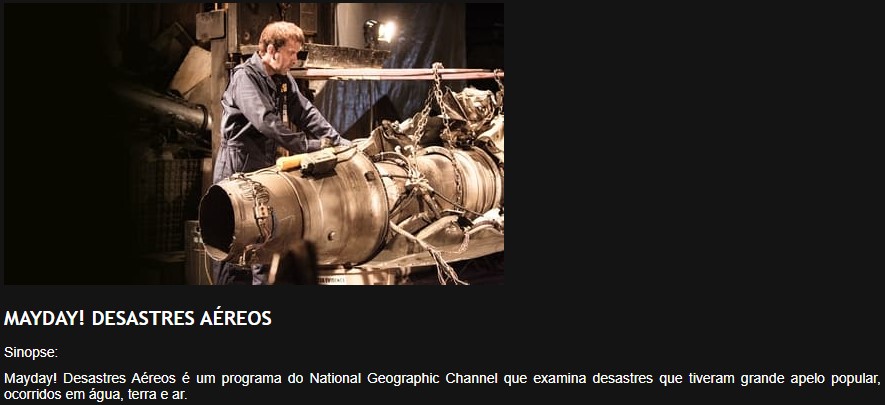 MAYDAY! DESASTRES AÉREOS
Sinopse:
Mayday! Desastres Aéreos é um programa do National Geographic Channel que examina desastres que tiveram grande apelo popular,
ocorridos em água, terra e ar.